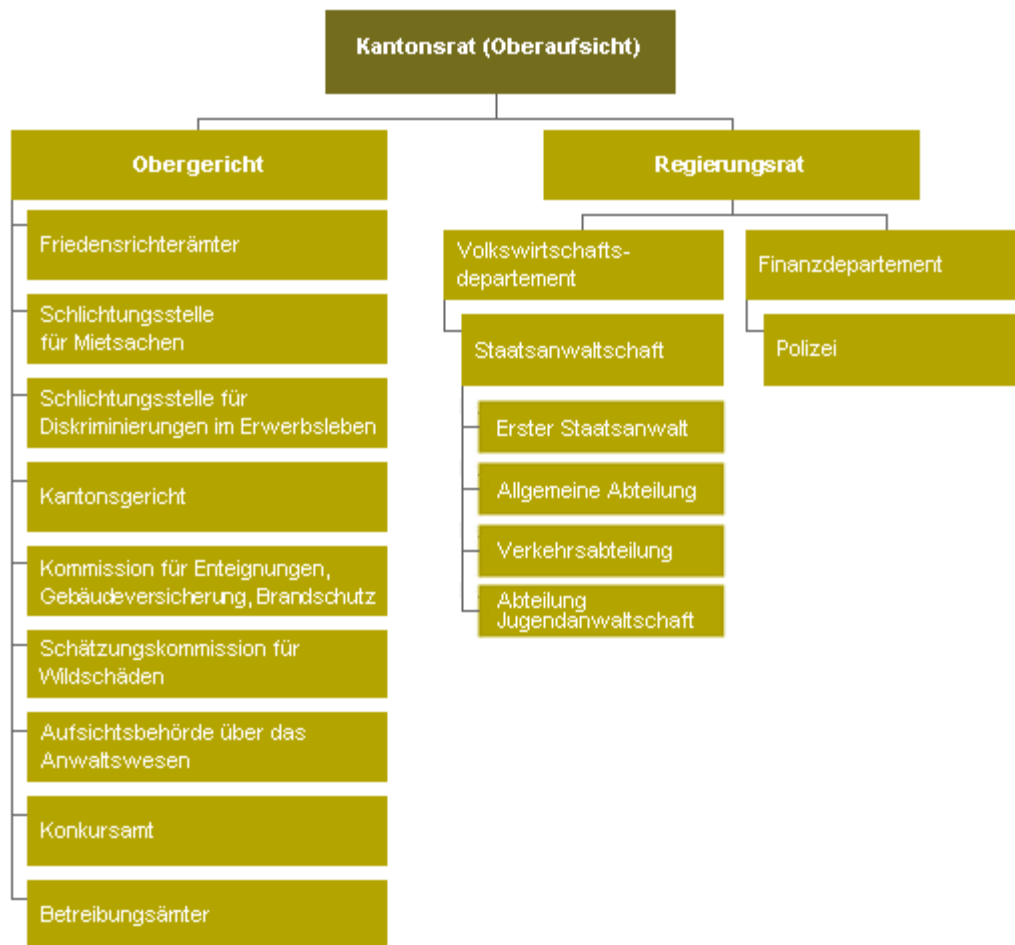 Kantonsrat (Oberaufsicht)
Obergericht
Friedensrichterämter
Schlichtungsstelle
für Mietsachen
Schlichtungsstelle für
Diskriminierungen im Erwerbsleben
Kantonsgericht
Kommission für Enteignungen,
Gebäudeversicherung, Brandschutz
Schätzungskommission für
Wildschäden
Aufsichtsbehörde über das
Anwaltswesen
Konkursamt
Betreibungsämter
Regierungsrat
Volkswirtschafts-
departement
Staatsanwaltschaft
Erster Staatsanwalt
Allgemeine Abteilung
Verkehrsabteilung
Abteilung
Jugendanwaltschaft
Finanzdepartement
Polizei